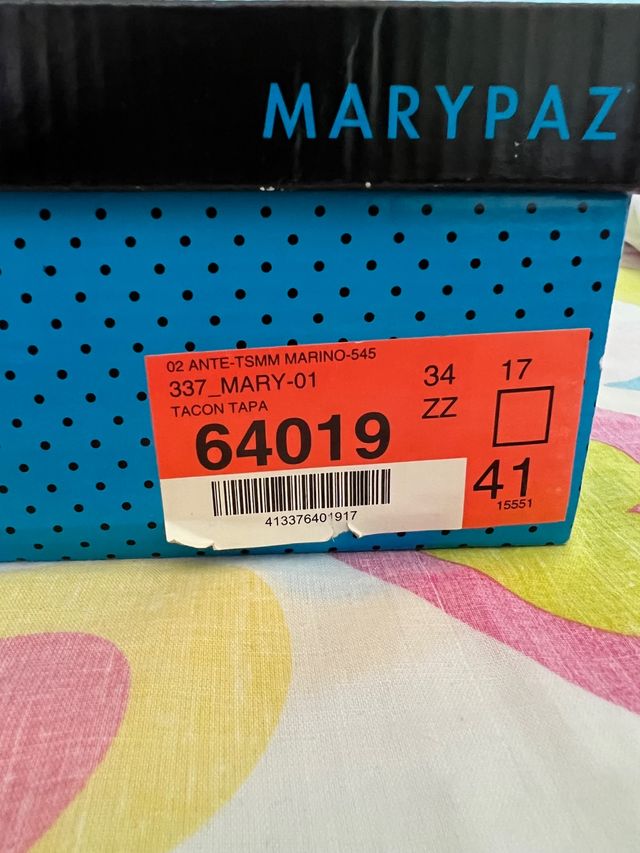 MARYPAZ
02 ANTE-TSMM MARINO-545
337_MARY-01
TACON TAPA
64019
413376401917
34
ZZ
17
41
15551